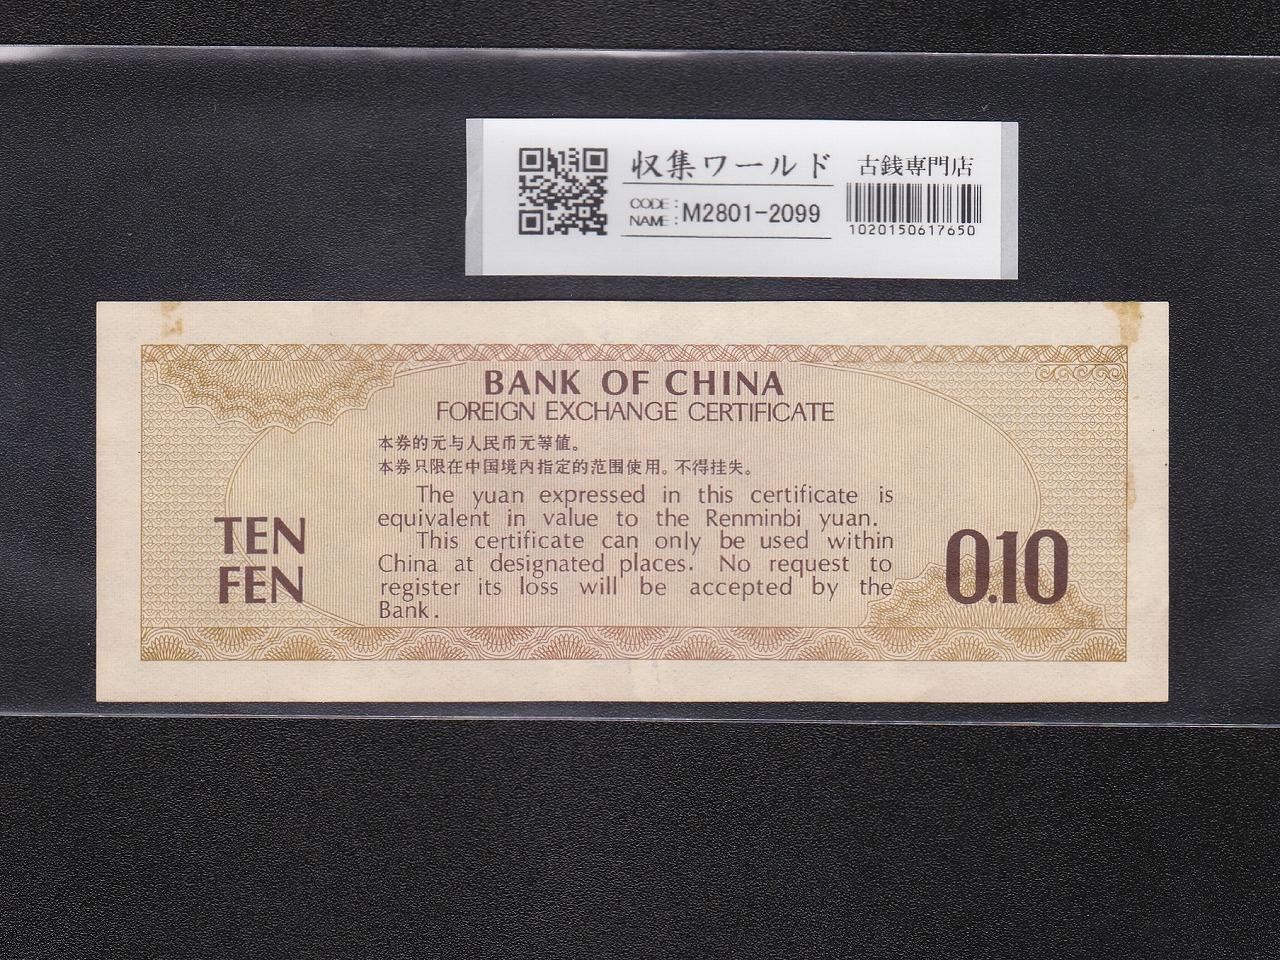 収集ワールド 古銭専門店
CODE:
NAME: M2801-2099
1020150617650
BANK OF CHINA
FOREIGN EXCHANGE CERTIFICATE
本券的元与人民币元等值。
本券只限在中国境内指定的范围使用。不得挂失。
The yuan expressed in this certificate is
equivalent in value to the Renminbi yuan.
This certificate can only be used within
China at designated places. No request to
register its loss will be accepted by the
Bank.
TEN
FEN
0.10